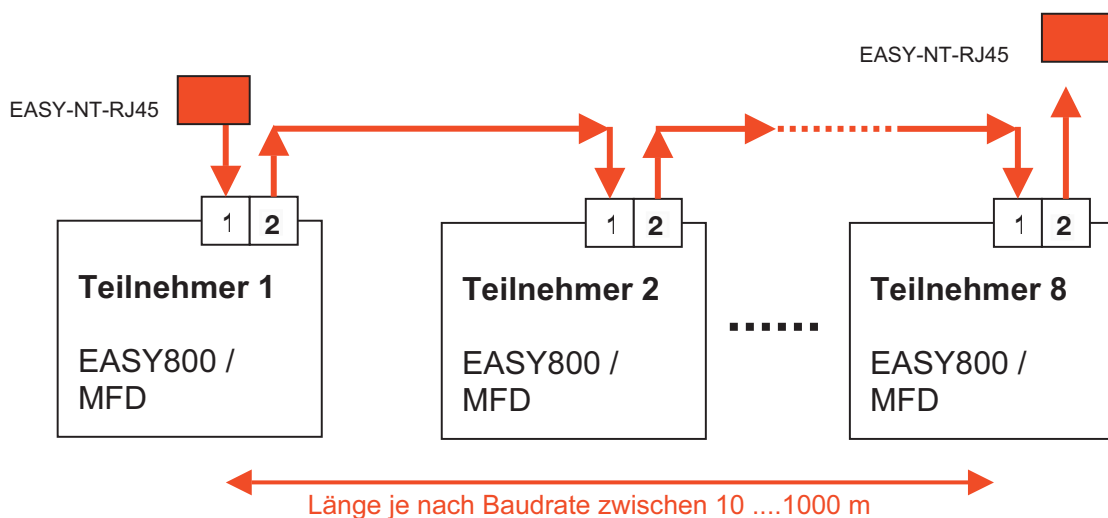 EASY-NT-RJ45
EASY-NT-RJ45
1 2
1 2
1 2
Teilnehmer 1
EASY800 /
MFD
Teilnehmer 2
EASY800 /
MFD
......
Teilnehmer 8
EASY800 /
MFD
Länge je nach Baudrate zwischen 10 ....1000 m